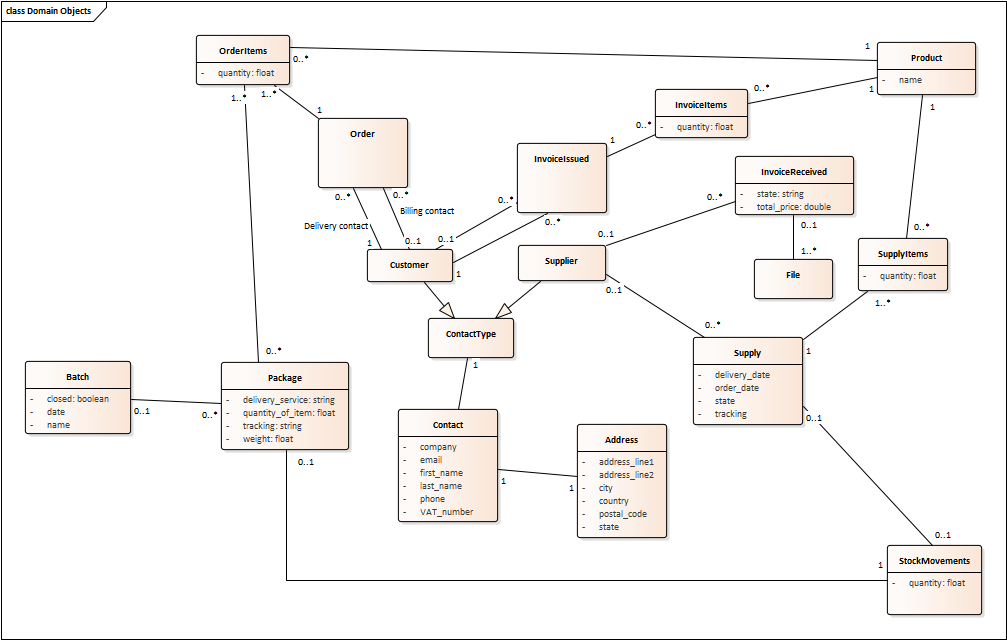 class Domain Objects
OrderItems
- quantity: float
0..*
1
Product
- name
1..*
1..*
1
0..*
1
1
InvoiceItems
- quantity: float
0..*
1
Order
InvoiceIssued
InvoiceReceived
- state: string
- total_price: double
0..*
0..*
Billing contact
Delivery contact
1
0..1
0..*
0..*
0..1
1
0..*
0..1
0..1
1..*
0..*
Customer
Supplier
File
SupplyItems
- quantity: float
0..1
1..*
ContactType
1
0..*
1
Supply
- delivery_date
- order_date
- state
- tracking
0..1
0..*
Batch
- closed: boolean
- date
- name
0..1
0..*
Package
- delivery_service: string
- quantity_of_item: float
- tracking: string
- weight: float
0..1
Contact
- company
- email
- first_name
- last_name
- phone
- VAT_number
1
1
Address
- address_line1
- address_line2
- city
- country
- postal_code
- state
0..1
1
StockMovements
- quantity: float